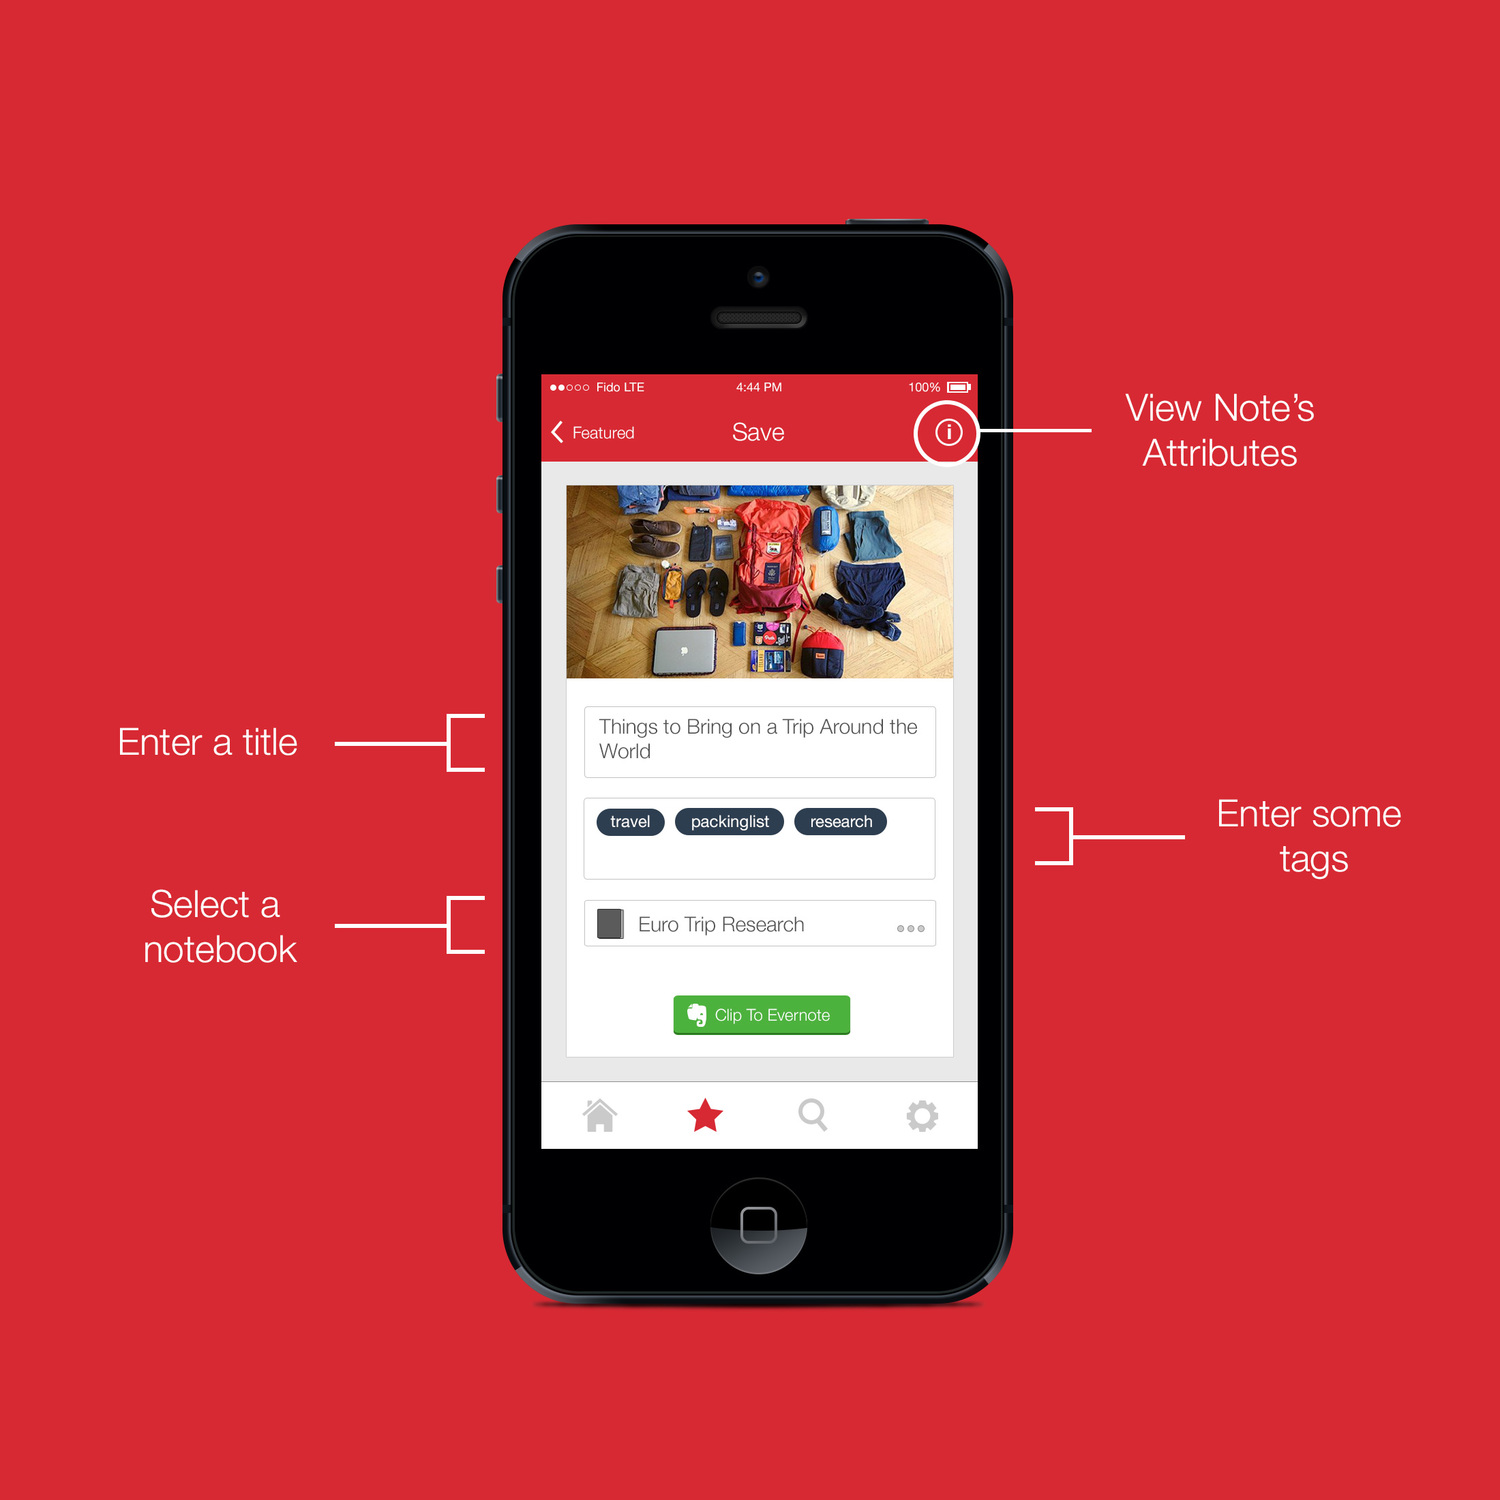 Fido LTE
4:44 PM
100%
Featured
Save
View Note’s
Attributes
Enter a title
Things to Bring on a Trip Around the
World
travel
packinglist
research
Enter some
tags
Select a
notebook
Euro Trip Research
Clip To Evernote